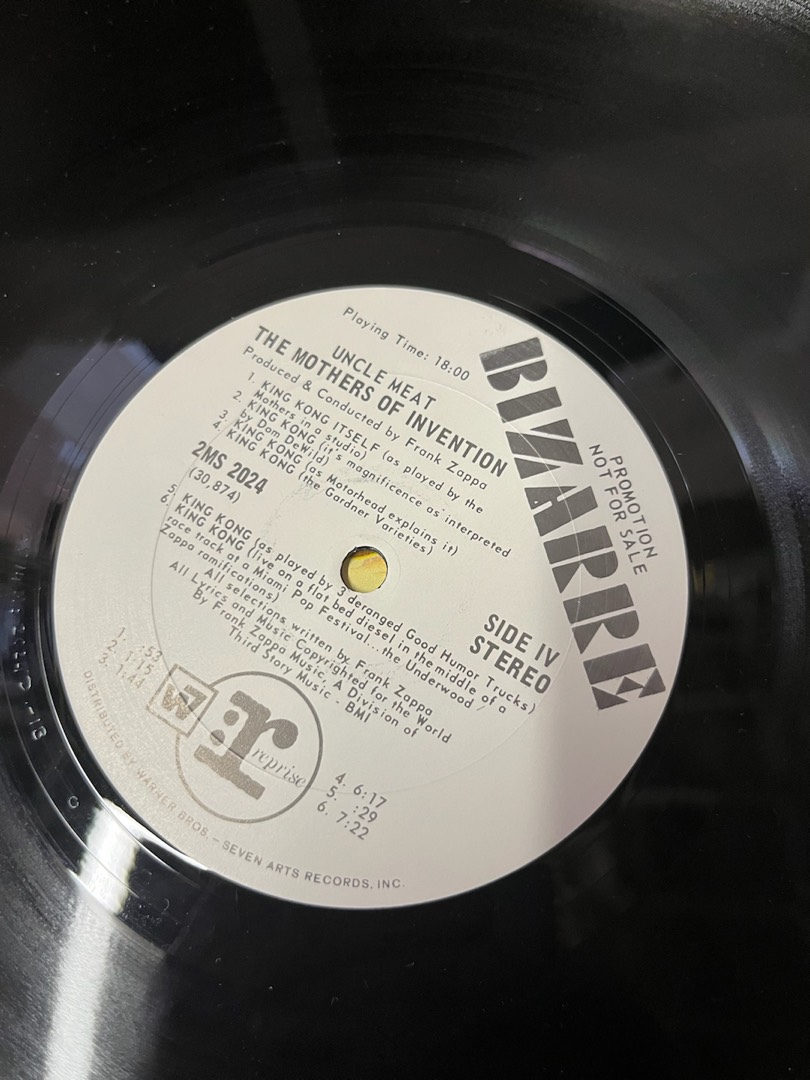 Playing Time: 18:00
BIZARRE
PROMOTION
NOT FOR SALE
UNCLE MEAT
THE MOTHERS OF INVENTION
Produced & Conducted by Frank Zappa
1. KING KONG ITSELF (as played by the
Mothers in a studio)
2. KING KONG (it's magnificence as interpreted
by Dom DeWild)
3. KING KONG (as Motorhead explains it)
4. KING KONG (the Gardner Varieties)
2MS 2024
(30,874)
SIDE IV
STEREO
5. KING KONG (as played by 3 deranged Good Humor Trucks)
6. KING KONG (live on a flat bed diesel in the middle of a
race track at a Miami Pop Festival...the Underwood
Zappa ramifications)
All selections written by Frank Zappa
All Lyrics and Music Copyrighted for the World
By Frank Zappa Music, A Division of
Third Story Music - BMI
1. :53
2. 1:15
3. 1:44
4. 6:17
5. :29
6. 7:22
W7
r: reprise
DISTRIBUTED BY WARNER BROS. – SEVEN ARTS RECORDS, INC.
C